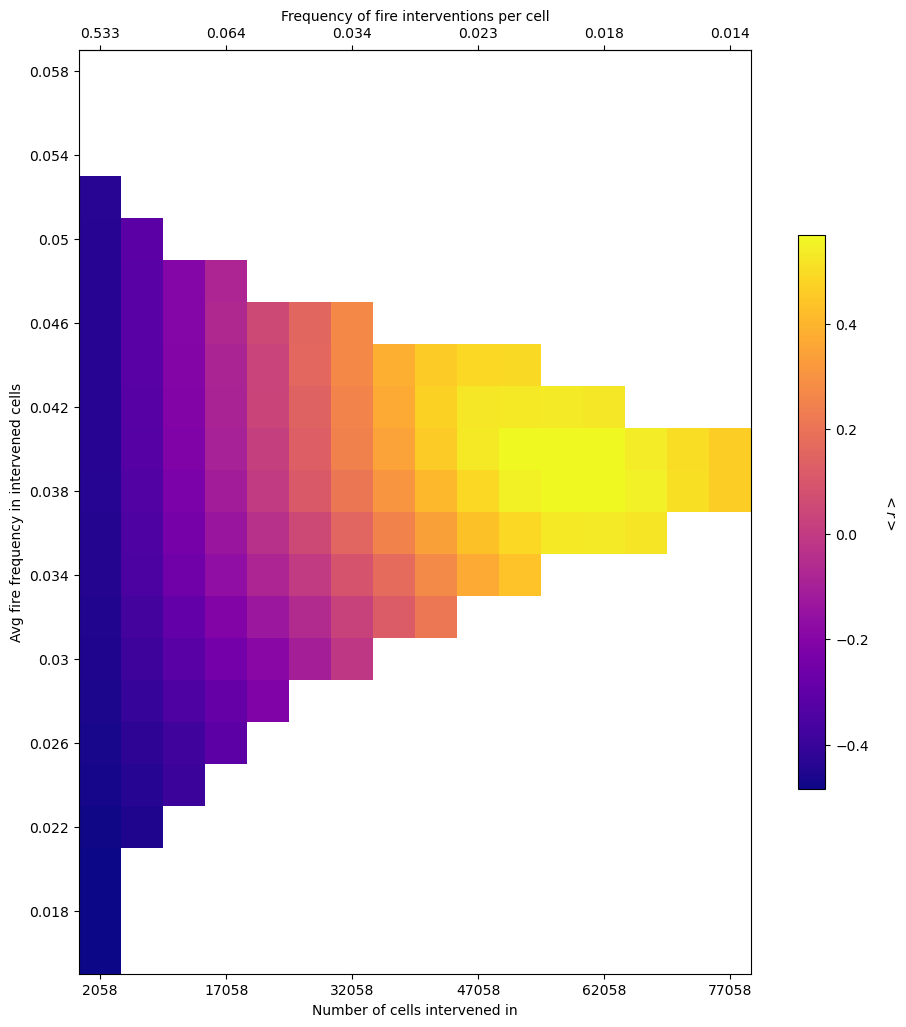 Frequency of fire interventions per cell
0.533 0.064 0.034 0.023 0.018 0.014
Avg fire frequency in intervened cells
0.058
0.054
0.05
0.046
0.042
0.038
0.034
0.03
0.026
0.022
0.018
2058 17058 32058 47058 62058 77058
Number of cells intervened in
0.4
0.2
0.0
−0.2
−0.4
< r >